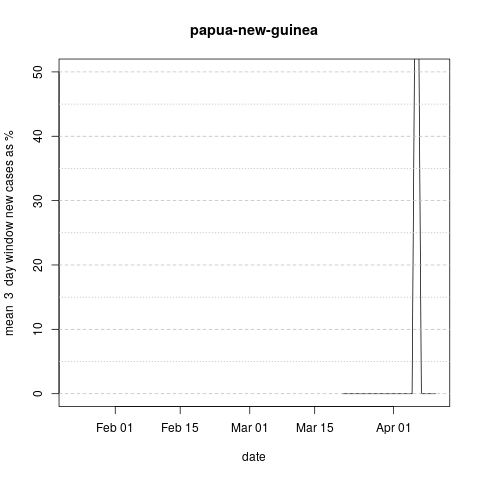 papua-new-guinea
mean 3 day window new cases as %
50
40
30
20
10
0
Feb 01 Feb 15 Mar 01 Mar 15 Apr 01
date